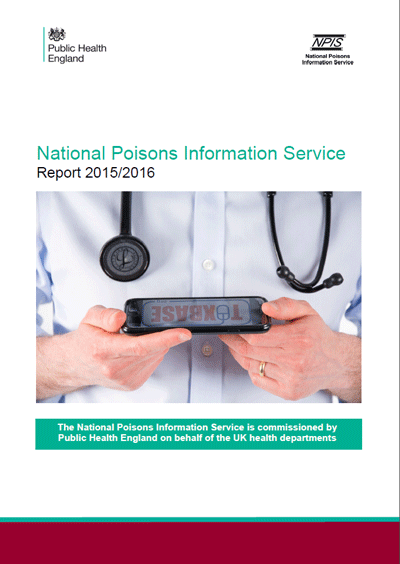 Public Health
England
NPIS
National Poisons
Information Service
National Poisons Information Service
Report 2015/2016
TOXBASE
The National Poisons Information Service is commissioned by
Public Health England on behalf of the UK health departments